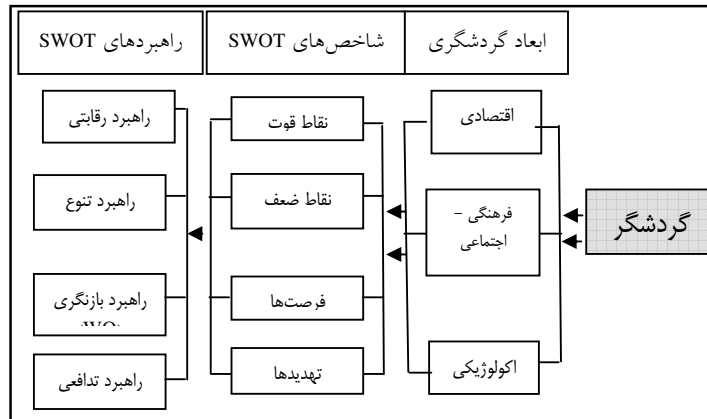 ابعاد گردشگری
شاخص‌های SWOT
راهبردهای SWOT
گردشگر
اقتصادی
فرهنگی –
اجتماعی
اکولوژیکی
نقاط قوت
نقاط ضعف
فرصت‌ها
تهدیدها
راهبرد رقابتی
راهبرد تنوع
راهبرد بازنگری
راهبرد تدافعی